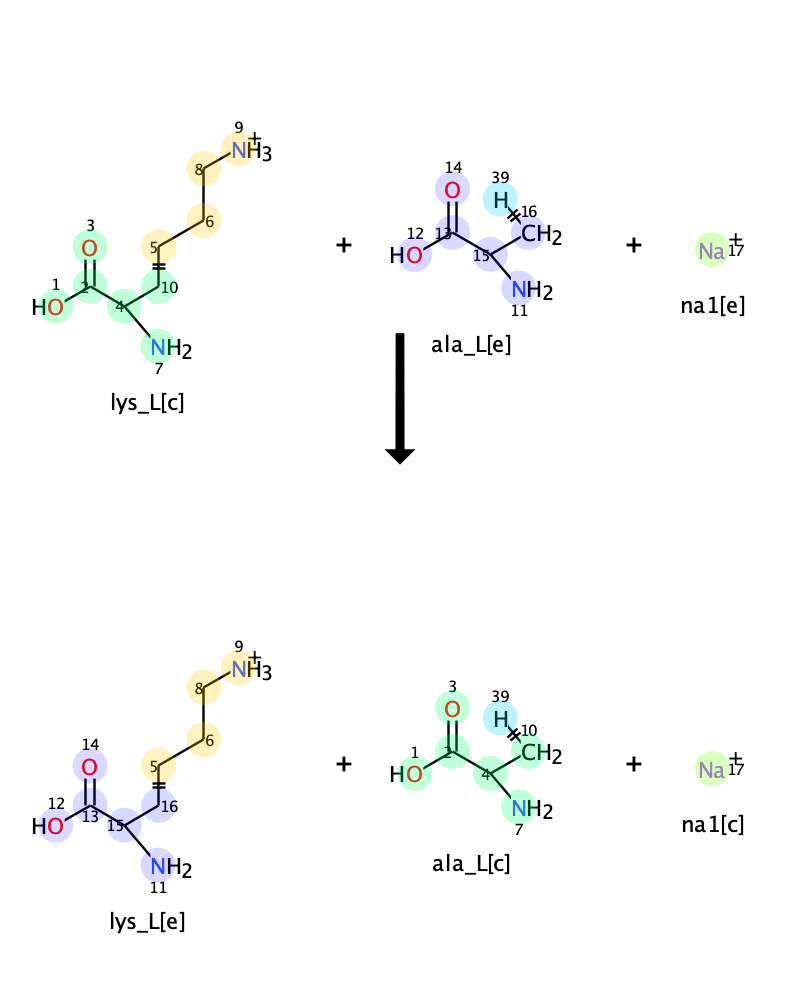 9
+
NH3
8
14
O
39
H
16
CH2
6
3
O
5
+
12
HO
13
15
+
Na
+
17
1
HO
2
4
10
NH2
11
na1[e]
NH2
7
ala_L[e]
lys_L[c]
9
+
NH3
8
3
O
39
H
10
CH2
6
14
O
5
+
1
HO
2
4
+
Na
+
17
12
HO
13
15
16
NH2
7
na1[c]
NH2
11
ala_L[c]
lys_L[e]